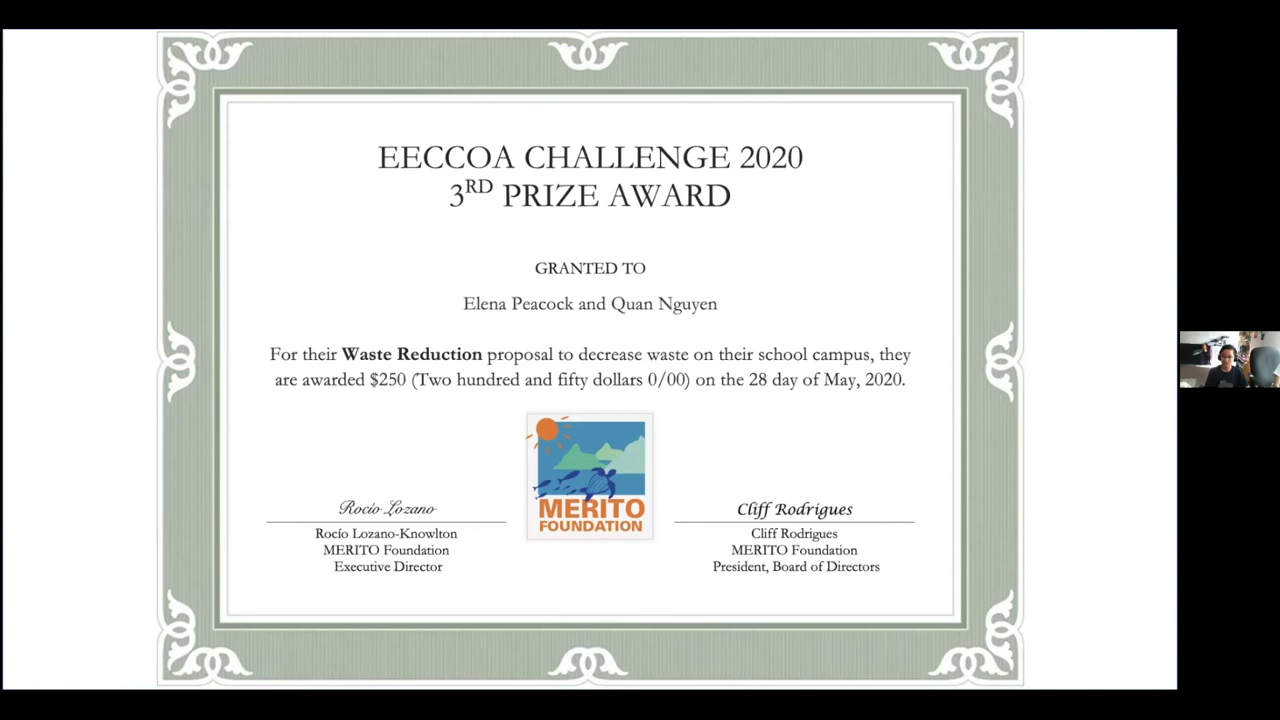 EECCOA CHALLENGE 2020
3RD PRIZE AWARD
GRANTED TO
Elena Peacock and Quan Nguyen
For their Waste Reduction proposal to decrease waste on their school campus, they
are awarded $250 (Two hundred and fifty dollars 0/00) on the 28 day of May, 2020.
Rocío Lozano
Rocío Lozano-Knowlton
MERITO Foundation
Executive Director
MERITO
FOUNDATION
Cliff Rodrigues
Cliff Rodrigues
MERITO Foundation
President, Board of Directors